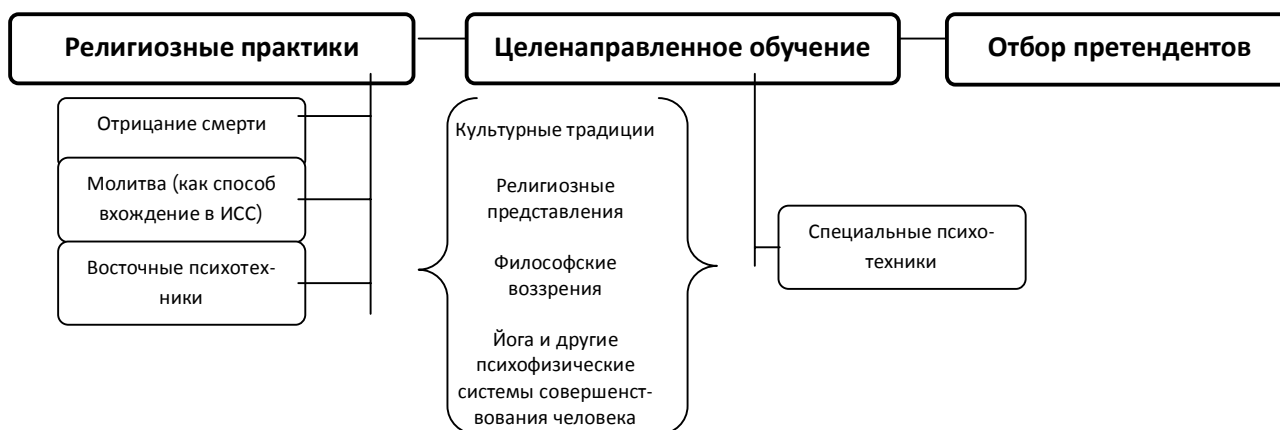 Религиозные практики
Целенаправленное обучение
Отбор претендентов
Отрицание смерти
Молитва (как способ
вхождение в ИСС)
Восточные психотех-
ники
Культурные традиции
Религиозные
представления
Философские
воззрения
Йога и другие
психофизические
системы совершенст-
вования человека
Специальные психо-
техники